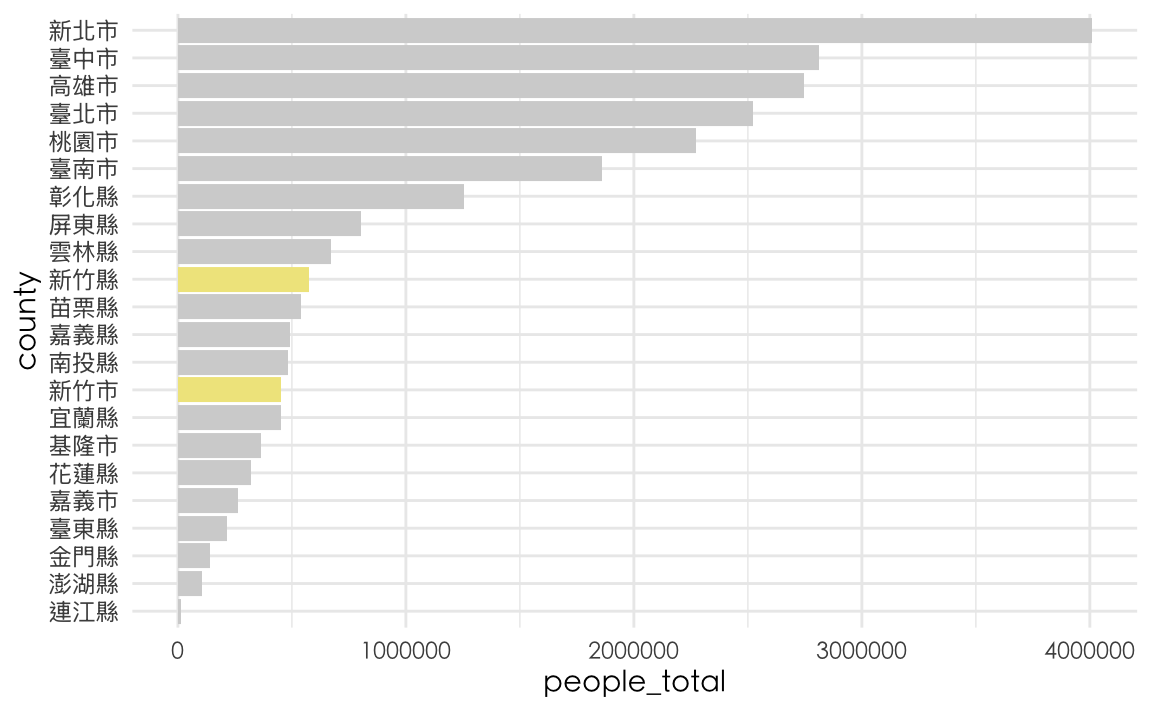 新北市
臺中市
高雄市
臺北市
桃園市
臺南市
彰化縣
屏東縣
雲林縣
新竹縣
苗栗縣
嘉義縣
南投縣
新竹市
宜蘭縣
基隆市
花蓮縣
嘉義市
臺東縣
金門縣
澎湖縣
連江縣
county
0 1000000 2000000 3000000 4000000
people_total